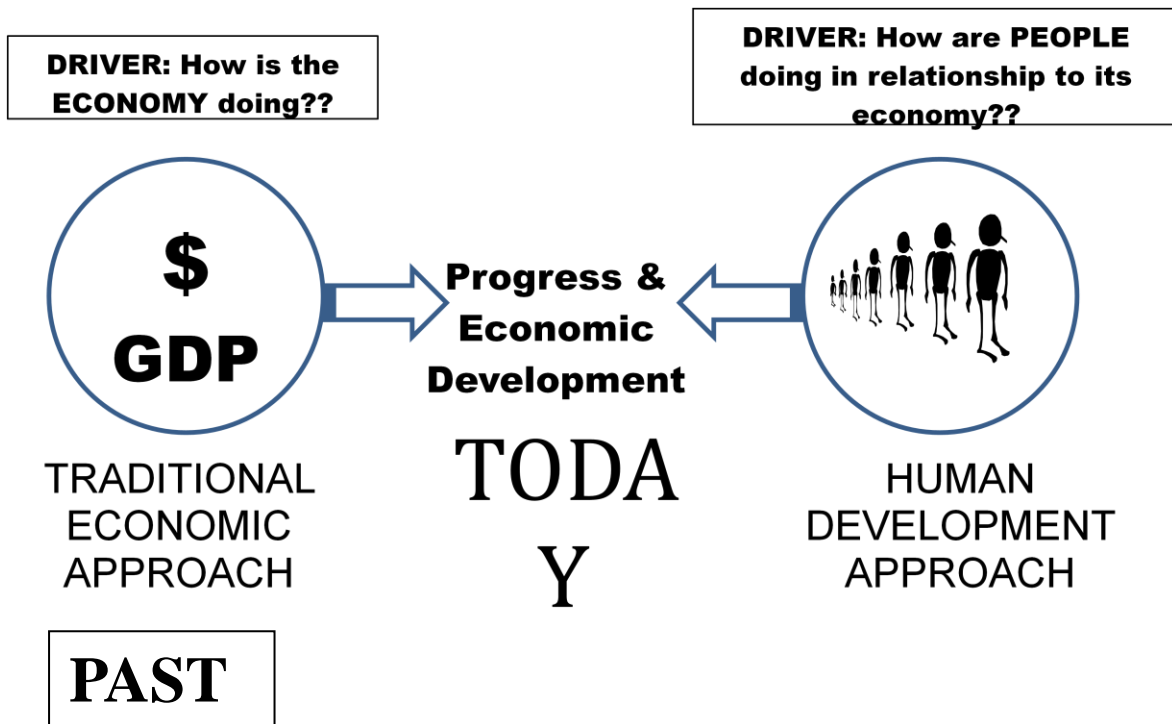 DRIVER: How is the
ECONOMY doing??
DRIVER: How are PEOPLE
doing in relationship to its
economy??
$
GDP
Progress &
Economic
Development
TODA
Y
TRADITIONAL
ECONOMIC
APPROACH
HUMAN
DEVELOPMENT
APPROACH
PAST